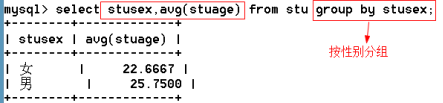 mysql> select stusex,avg(stuage) from stu group by stusex;
+--------+-------------+
| stusex | avg(stuage) |
+--------+-------------+
| 女 | 22.6667 |
| 男 | 25.7500 |
+--------+-------------+
按性别分组